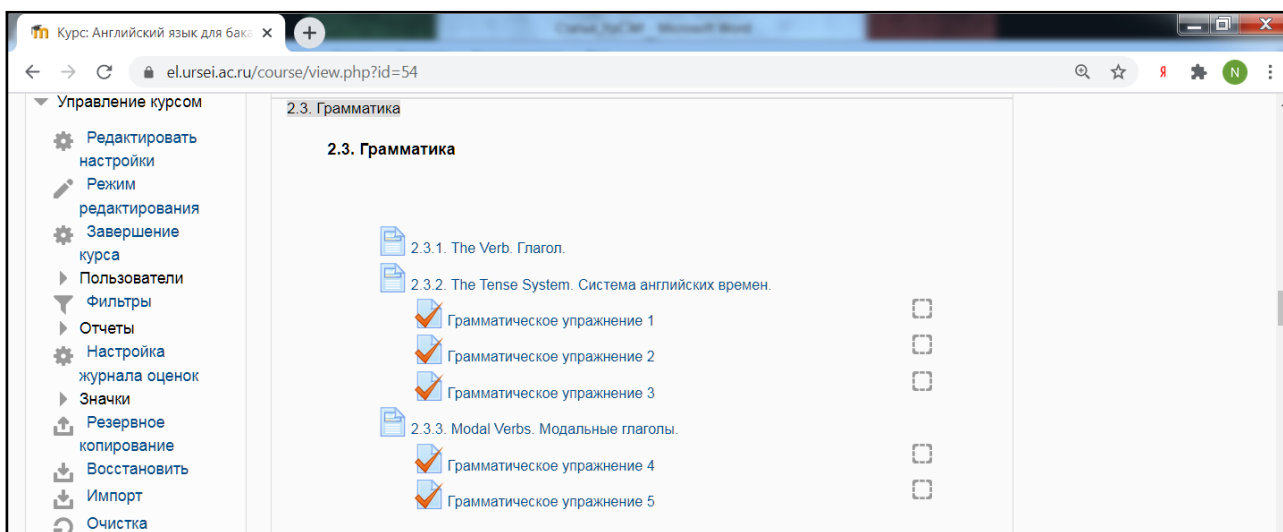 Курс: Английский язык для бака
el.ursei.ac.ru/course/view.php?id=54
Я
N
Управление курсом
Редактировать
настройки
Режим
редактирования
Завершение
курса
Пользователи
Фильтры
Отчеты
Настройка
журнала оценок
Значки
Резервное
копирование
Восстановить
Импорт
Очистка
2.3. Грамматика
2.3. Грамматика
2.3.1. The Verb. Глагол.
2.3.2. The Tense System. Система английских времен.
Грамматическое упражнение 1
Грамматическое упражнение 2
Грамматическое упражнение 3
2.3.3. Modal Verbs. Модальные глаголы.
Грамматическое упражнение 4
Грамматическое упражнение 5